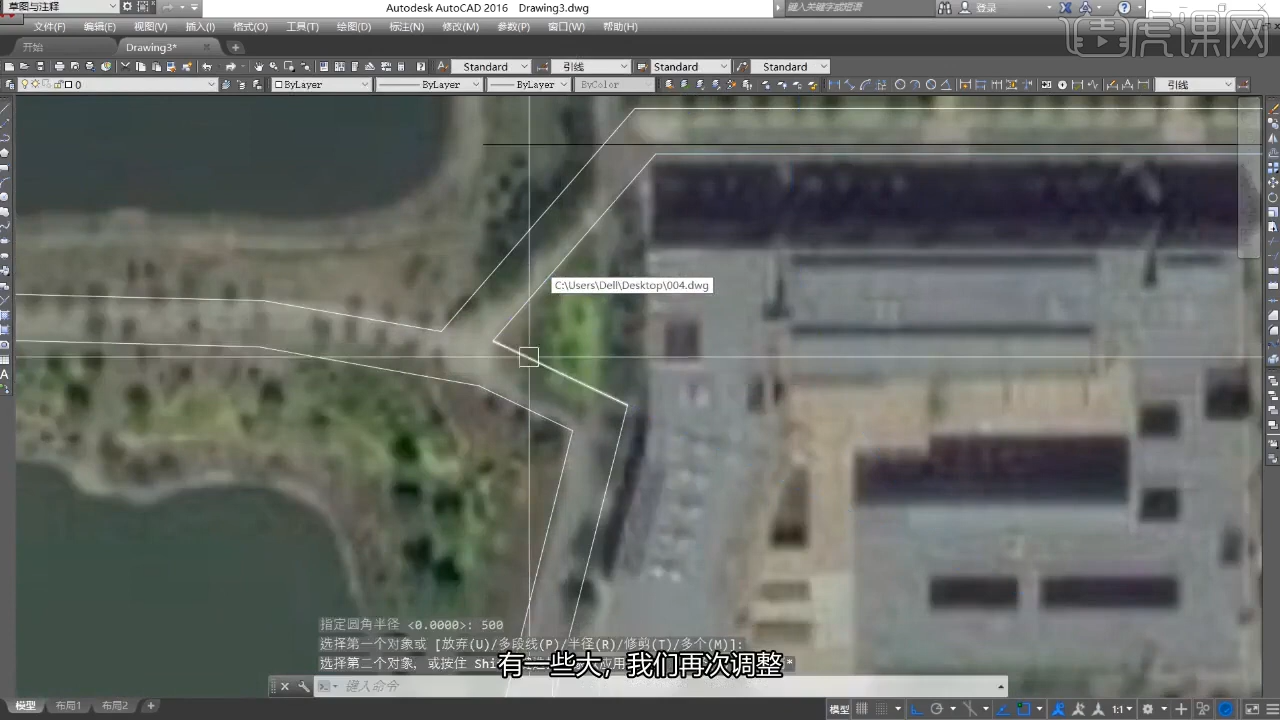 草图与注释
Autodesk AutoCAD 2016 Drawing3.dwg
键入关键字或短语
登录
文件(F) 编辑(E) 视图(V) 插入(I) 格式(O) 工具(T) 绘图(D) 标注(N) 修改(M) 参数(P) 窗口(W) 帮助(H)
虎课网
开始 Drawing3*
Standard 引线 Standard Standard
0 ByLayer ByLayer ByLayer ByColor 引线
C:\Users\Dell\Desktop\004.dwg
指定圆角半径 <0.0000>: 500
选择第一个对象或 [放弃(U)/多段线(P)/半径(R)/修剪(T)/多个(M)]:
选择第二个对象，或按住 Shi
有一些大，我们再次调整
键入命令
模型 布局1 布局2
模型 1:1